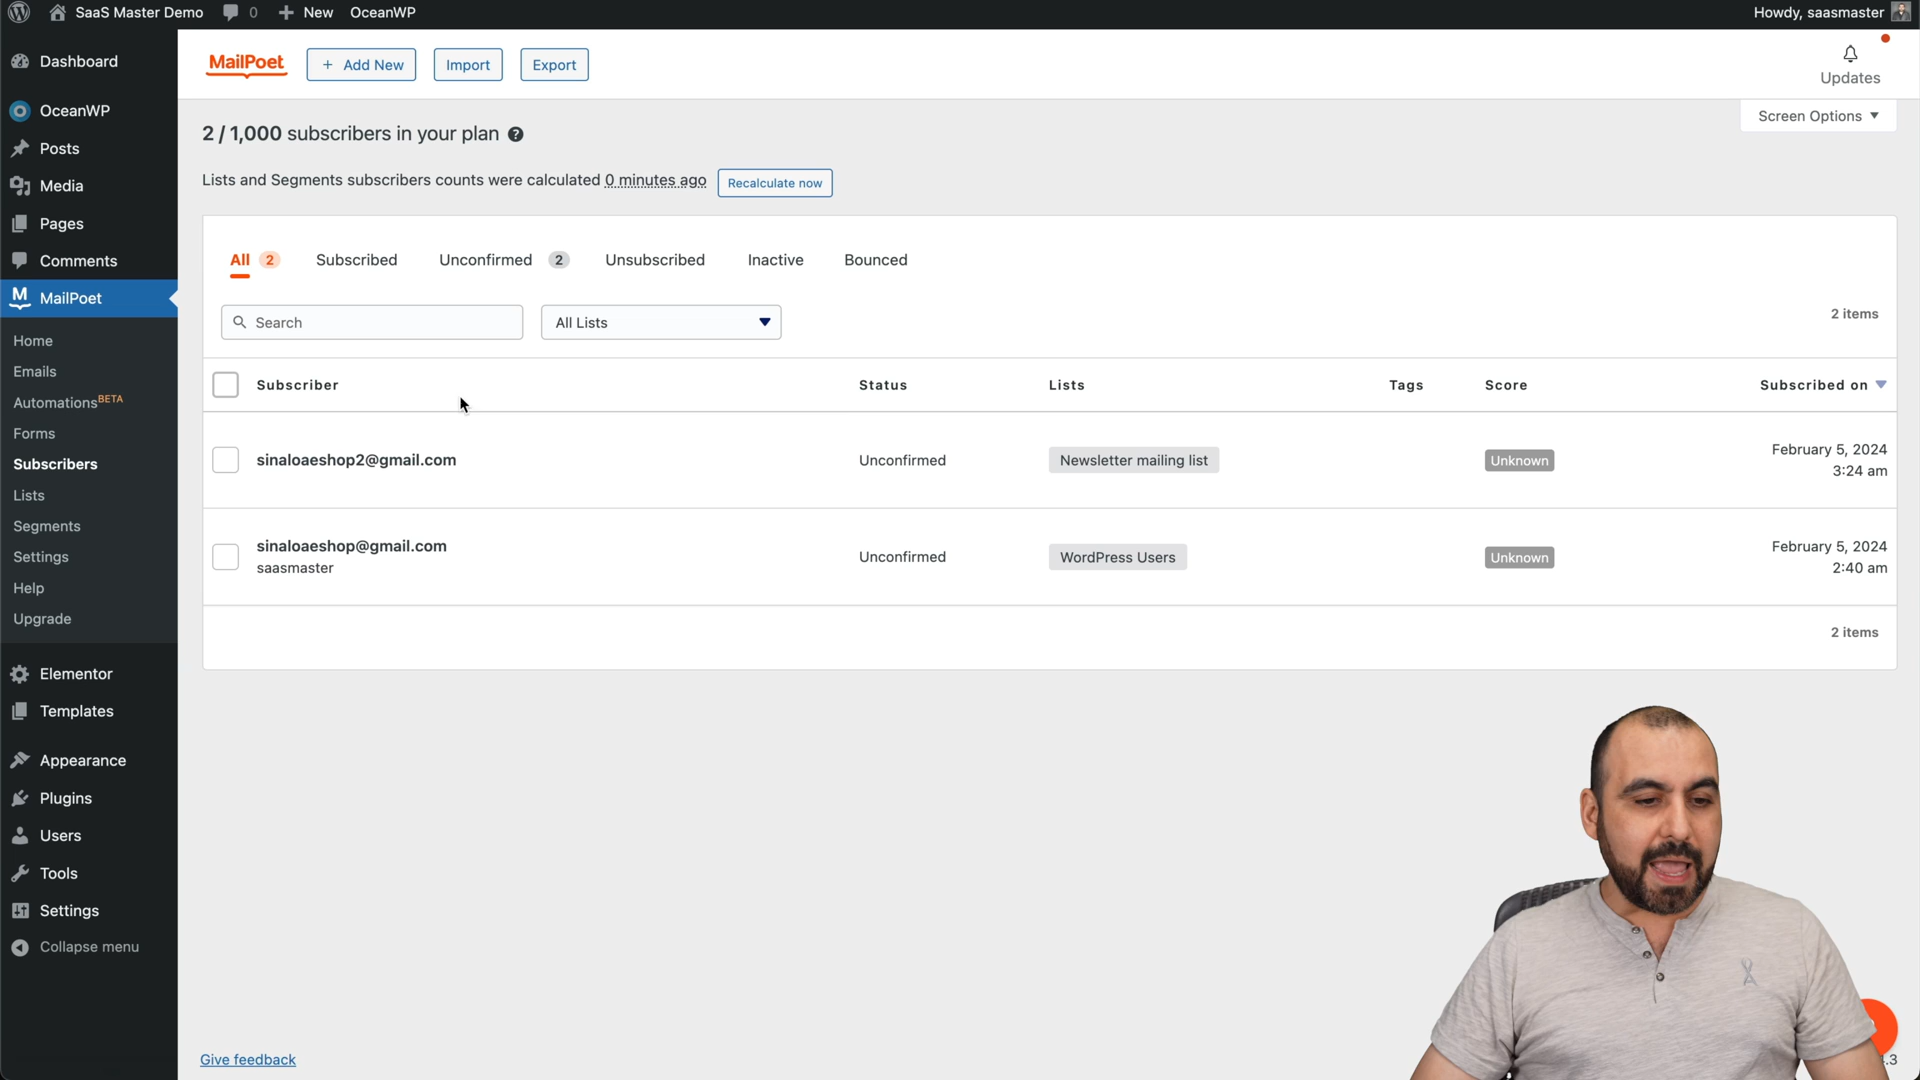 SaaS Master Demo 0 New OceanWP Howdy, saasmaster
Dashboard
OceanWP
Posts
Media
Pages
Comments
MailPoet
Home
Emails
Automations BETA
Forms
Subscribers
Lists
Segments
Settings
Help
Upgrade
Elementor
Templates
Appearance
Plugins
Users
Tools
Settings
Collapse menu
MailPoet + Add New Import Export
Updates
Screen Options
2 / 1,000 subscribers in your plan ?
Lists and Segments subscribers counts were calculated 0 minutes ago Recalculate now
All 2 Subscribed Unconfirmed 2 Unsubscribed Inactive Bounced
Search All Lists 2 items
Subscriber Status Lists Tags Score Subscribed on
sinaloaeshop2@gmail.com Unconfirmed Newsletter mailing list Unknown February 5, 2024
3:24 am
sinaloaeshop@gmail.com Unconfirmed WordPress Users Unknown February 5, 2024
saasmaster 2:40 am
2 items
Give feedback